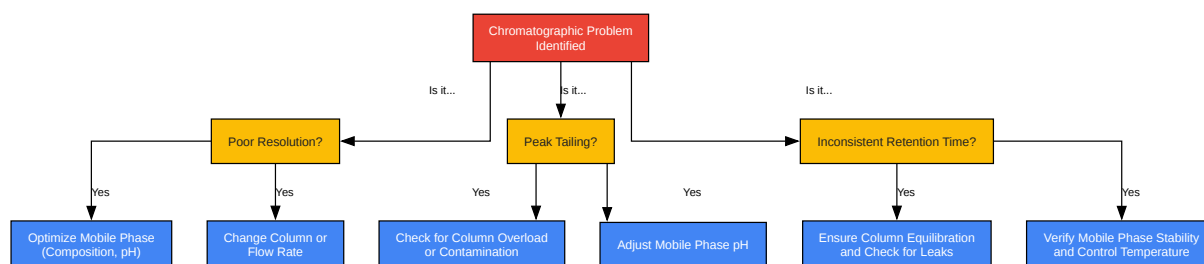 Chromatographic Problem
Identified
Is it...
Is it...
Is it...
Poor Resolution?
Peak Tailing?
Inconsistent Retention Time?
Yes
Yes
Yes
Yes
Yes
Yes
Optimize Mobile Phase
(Composition, pH)
Change Column or
Flow Rate
Check for Column Overload
or Contamination
Adjust Mobile Phase pH
Ensure Column Equilibration
and Check for Leaks
Verify Mobile Phase Stability
and Control Temperature